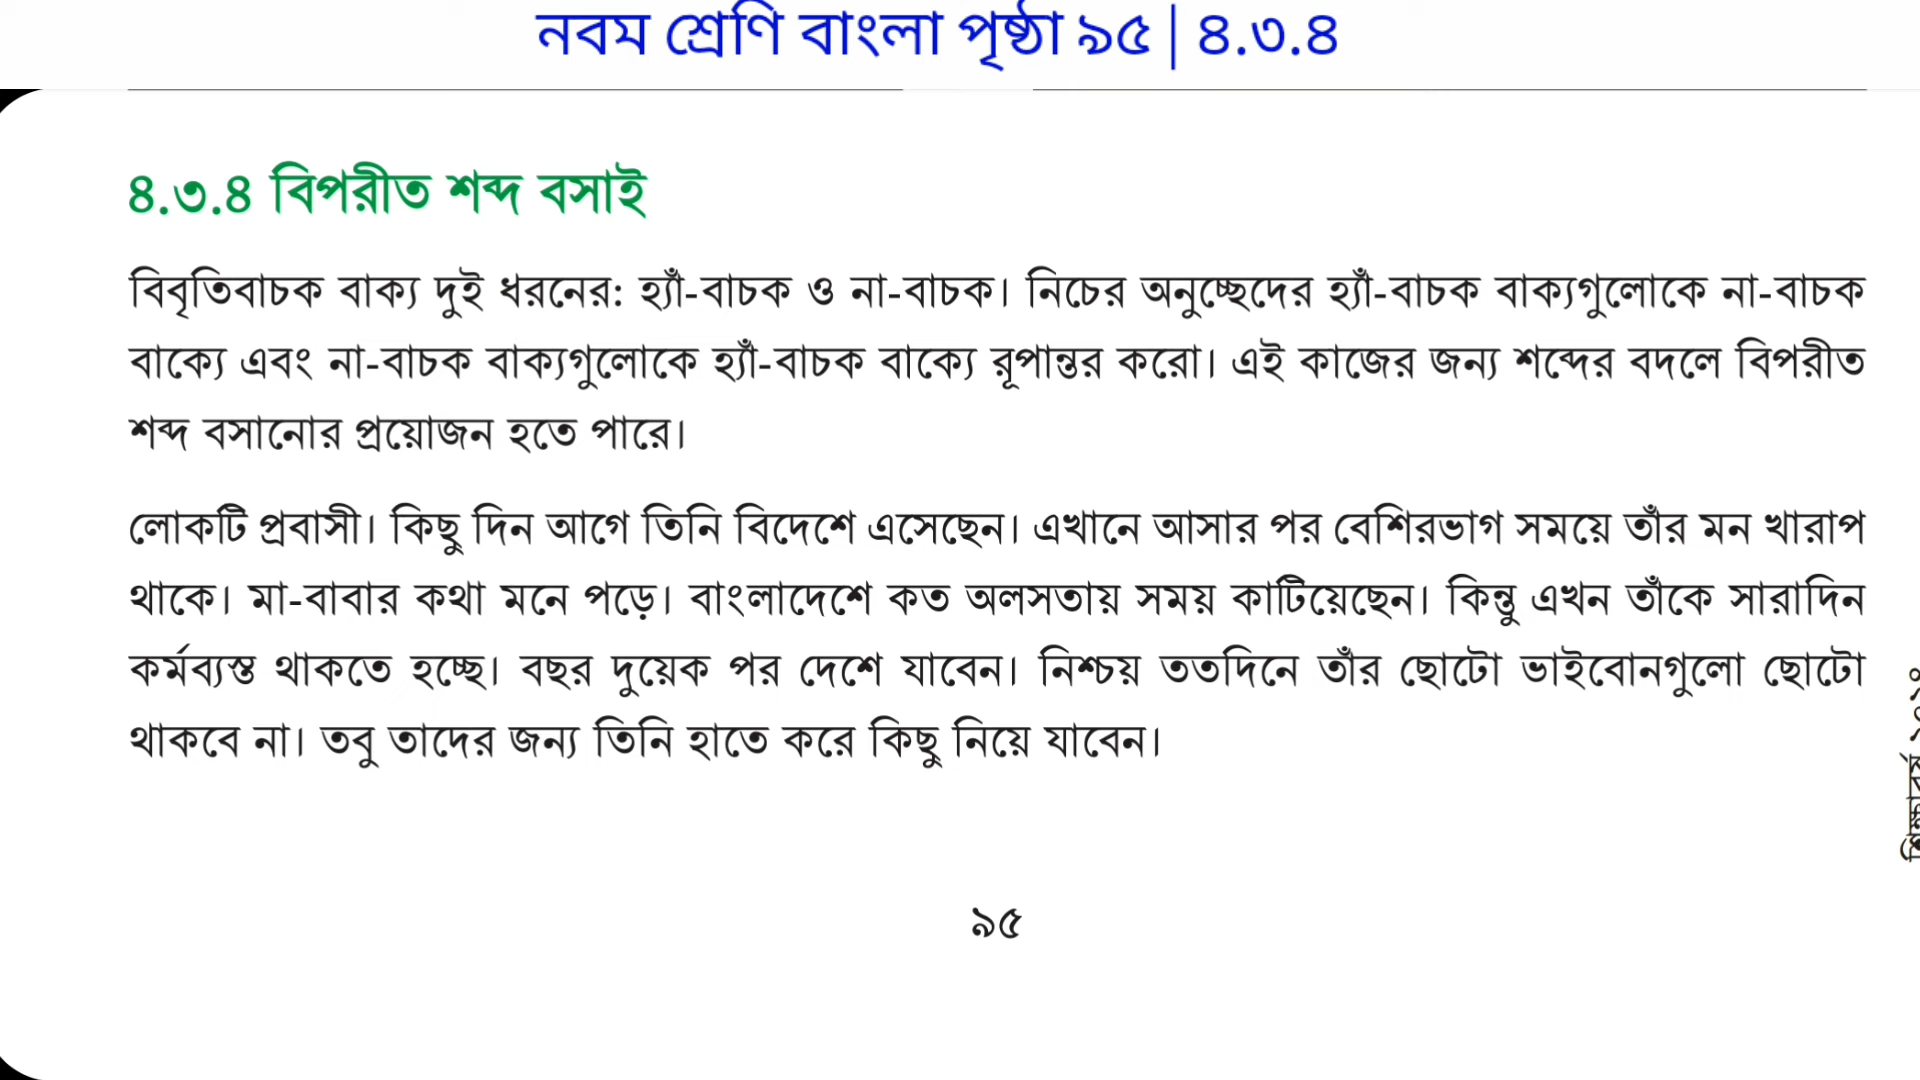 নবম শ্রেণি বাংলা পৃষ্ঠা ৯৫ | ৪.৩.৪
৪.৩.৪ বিপরীত শব্দ বসাই
বিবৃতিবাচক বাক্য দুই ধরনের: হ্যাঁ-বাচক ও না-বাচক। নিচের অনুচ্ছেদের হ্যাঁ-বাচক বাক্যগুলোকে না-বাচক
বাক্যে এবং না-বাচক বাক্যগুলোকে হ্যাঁ-বাচক বাক্যে রূপান্তর করো। এই কাজের জন্য শব্দের বদলে বিপরীত
শব্দ বসানোর প্রয়োজন হতে পারে।
লোকটি প্রবাসী। কিছু দিন আগে তিনি বিদেশে এসেছেন। এখানে আসার পর বেশিরভাগ সময়ে তাঁর মন খারাপ
থাকে। মা-বাবার কথা মনে পড়ে। বাংলাদেশে কত অলসতায় সময় কাটিয়েছেন। কিন্তু এখন তাঁকে সারাদিন
কর্মব্যস্ত থাকতে হচ্ছে। বছর দুয়েক পর দেশে যাবেন। নিশ্চয় ততদিনে তাঁর ছোটো ভাইবোনগুলো ছোটো
থাকবে না। তবু তাদের জন্য তিনি হাতে করে কিছু নিয়ে যাবেন।
৯৫